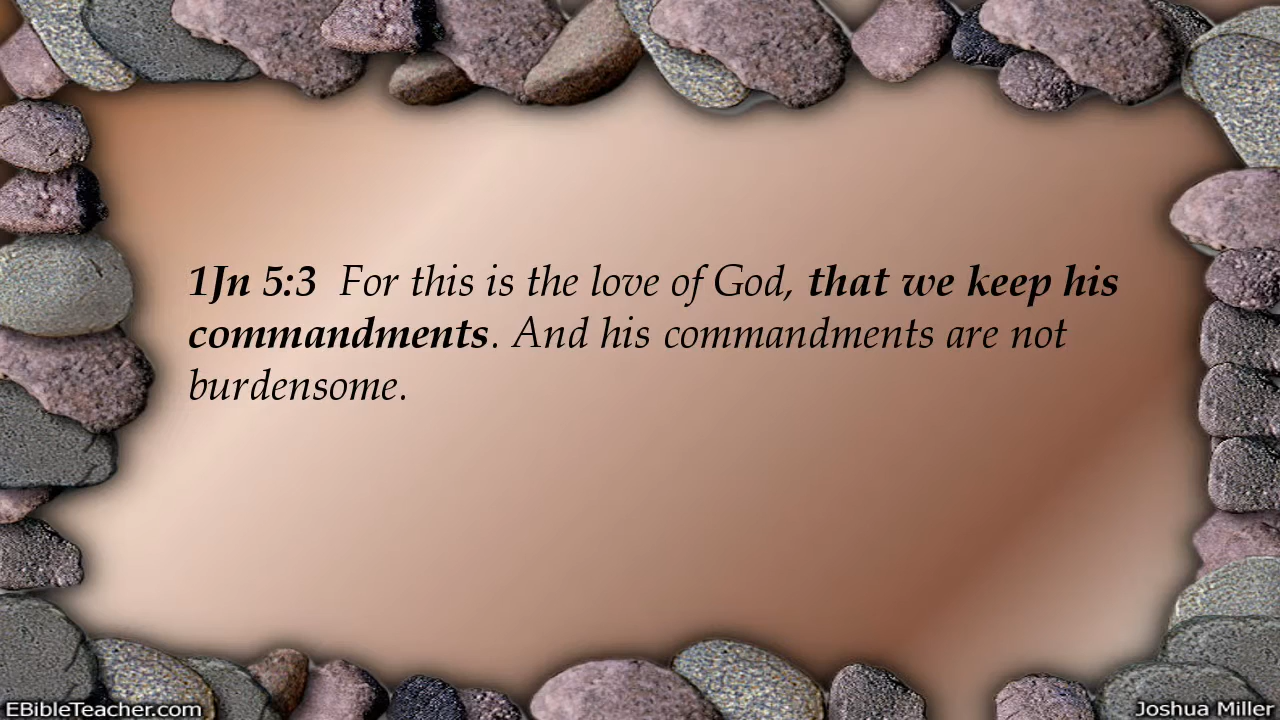 1Jn 5:3  For this is the love of God, that we keep his
commandments. And his commandments are not
burdensome.
EBibleTeacher.com
Joshua Miller